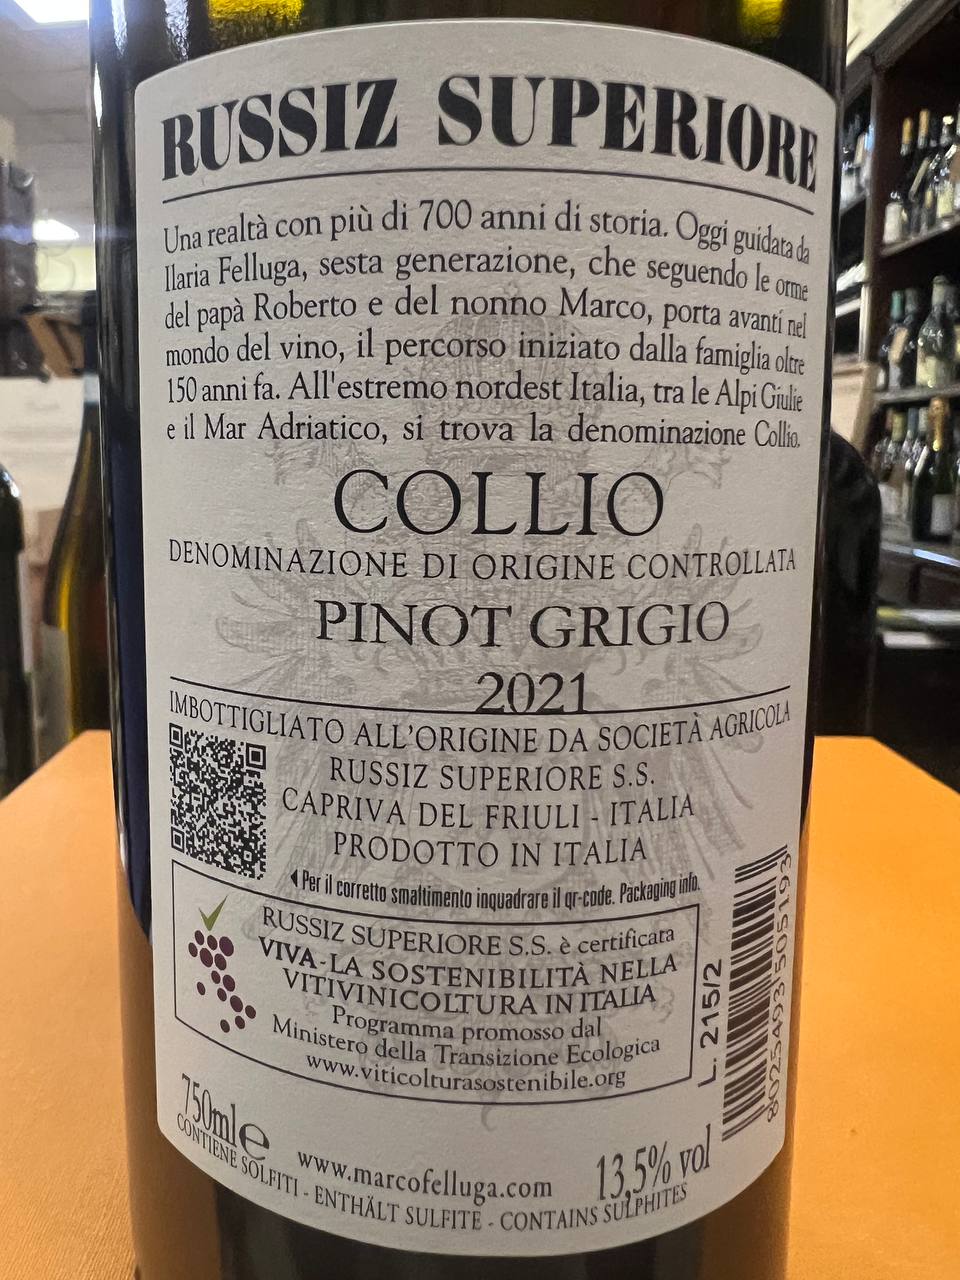 RUSSIZ SUPERIORE
Una realtà con più di 700 anni di storia. Oggi guidata da
Ilaria Felluga, sesta generazione, che seguendo le orme
del papà Roberto e del nonno Marco, porta avanti nel
mondo del vino, il percorso iniziato dalla famiglia oltre
150 anni fa. All'estremo nordest Italia, tra le Alpi Giulie
e il Mar Adriatico, si trova la denominazione Collio.
COLLIO
DENOMINAZIONE DI ORIGINE CONTROLLATA
PINOT GRIGIO
2021
IMBOTTIGLIATO ALL'ORIGINE DA SOCIETÀ AGRICOLA
RUSSIZ SUPERIORE S.S.
CAPRIVA DEL FRIULI - ITALIA
PRODOTTO IN ITALIA
Per il corretto smaltimento inquadrare il qr-code. Packaging info.
RUSSIZ SUPERIORE S.S. è certificata
VIVA-LA SOSTENIBILITÀ NELLA
VITIVINICOLTURA IN ITALIA
Programma promosso dal
Ministero della Transizione Ecologica
www.viticolturasostenibile.org
L.: 215/2
8025493505193
750ml e
www.marcofelluga.com
13,5% vol
CONTIENE SOLFITI - ENTHÄLT SULFITE - CONTAINS SULPHITES